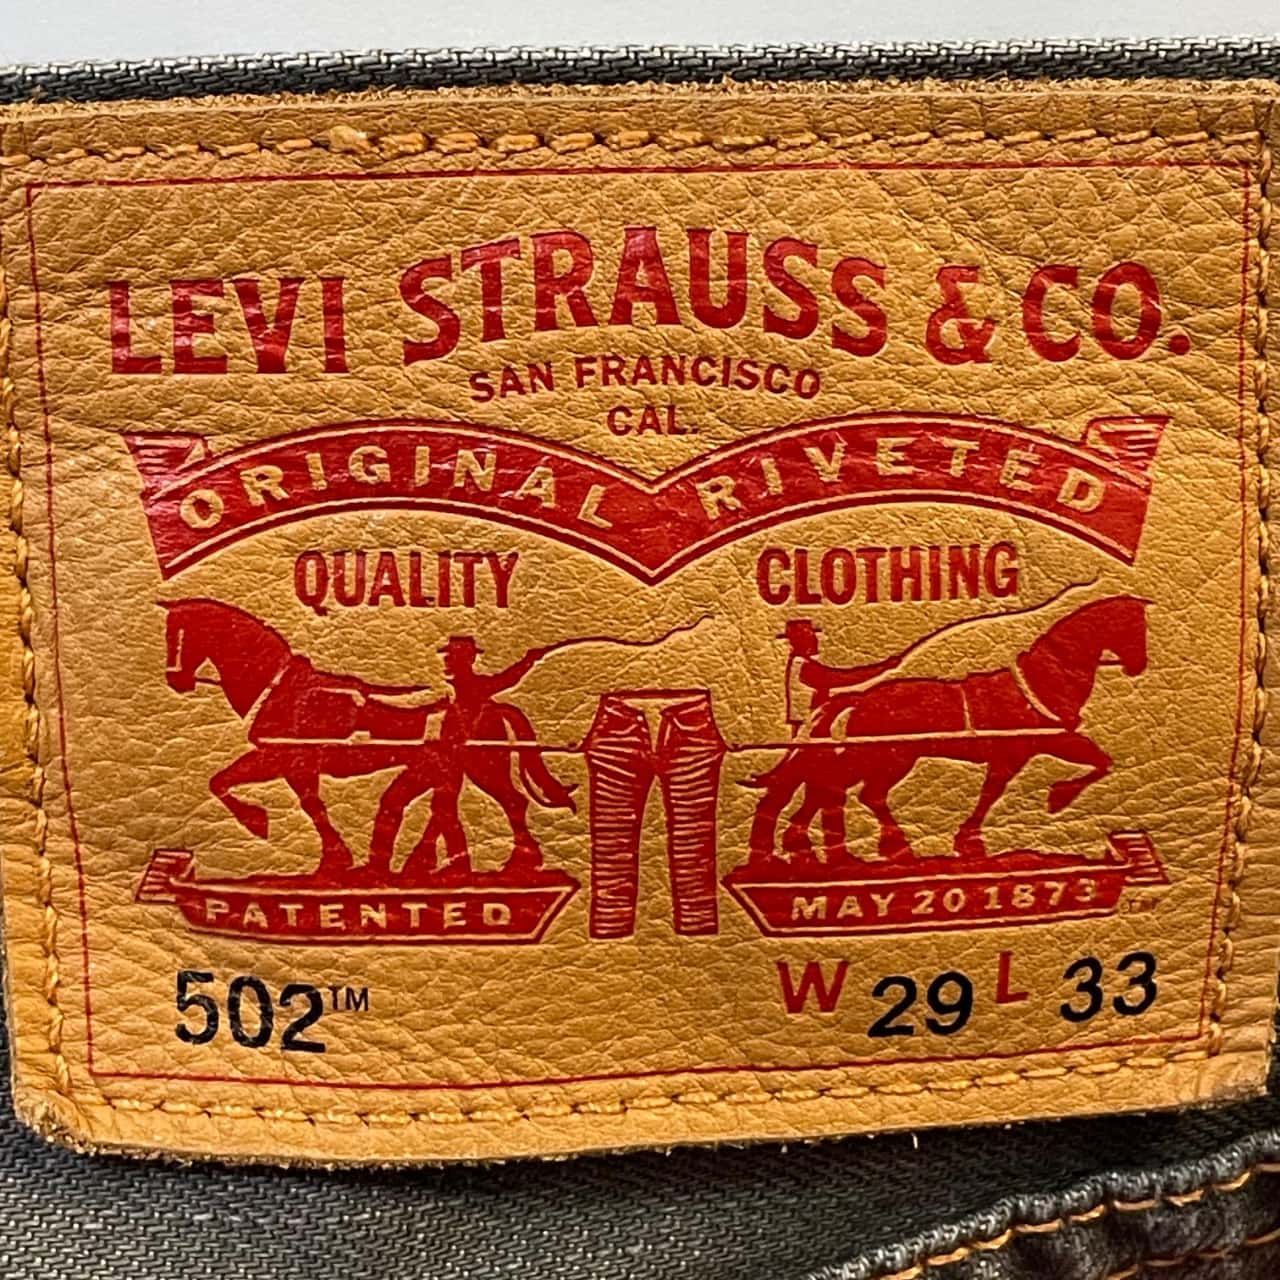 LEVI STRAUSS & CO.
SAN FRANCISCO
CAL.
ORIGINAL RIVETED
QUALITY CLOTHING
PATENTED MAY 20 1873
502™ W 29 L 33